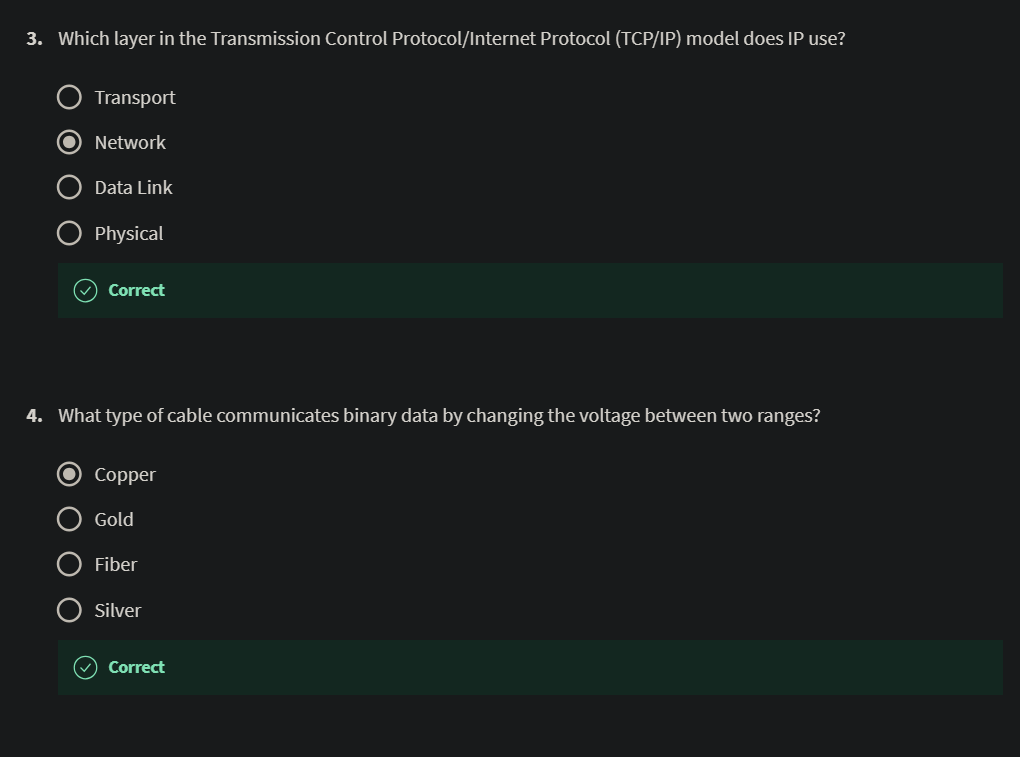 3. Which layer in the Transmission Control Protocol/Internet Protocol (TCP/IP) model does IP use?
Transport
Network
Data Link
Physical
Correct
4. What type of cable communicates binary data by changing the voltage between two ranges?
Copper
Gold
Fiber
Silver
Correct